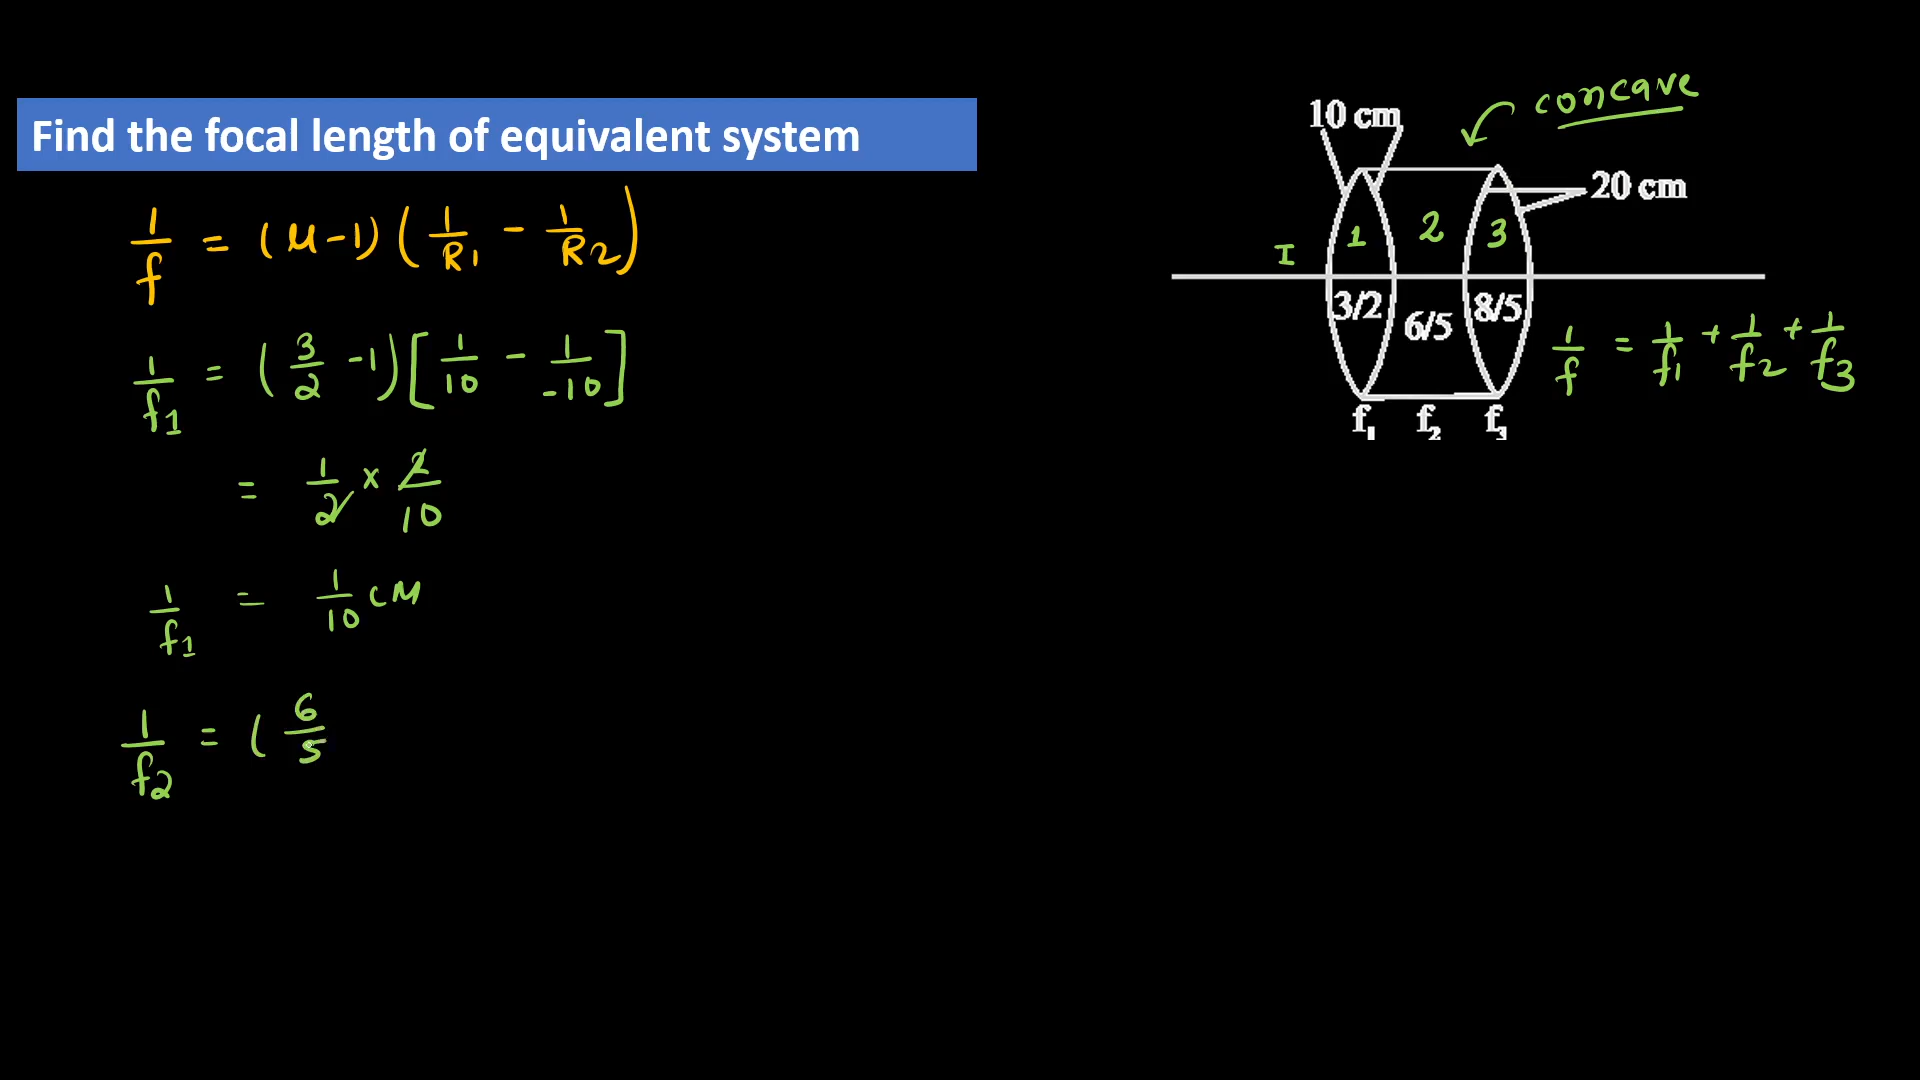 Find the focal length of equivalent system
1/f = (μ-1) (1/R1 - 1/R2)
1/f1 = (3/2 -1) [1/10 - 1/-10]
= 1/2 × 2/10
1/f1 = 1/10 cm
1/f2 = ( 6/5
concave
10 cm
20 cm
I
1 2 3
3/2 6/5 8/5
f1 f2 f3
1/f = 1/f1 + 1/f2 + 1/f3